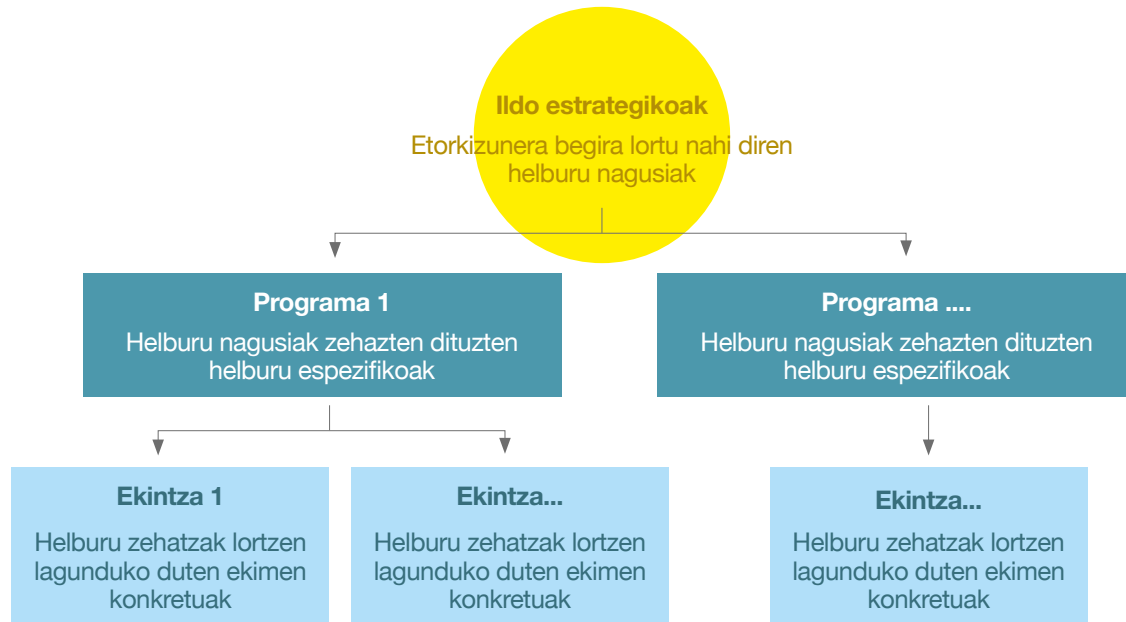 Ildo estrategikoak
Etorkizunera begira lortu nahi diren
helburu nagusiak
Programa 1
Helburu nagusiak zehazten dituzten
helburu espezifikoak
Programa ....
Helburu nagusiak zehazten dituzten
helburu espezifikoak
Ekintza 1
Helburu zehatzak lortzen
lagunduko duten ekimen
konkretuak
Ekintza...
Helburu zehatzak lortzen
lagunduko duten ekimen
konkretuak
Ekintza...
Helburu zehatzak lortzen
lagunduko duten ekimen
konkretuak